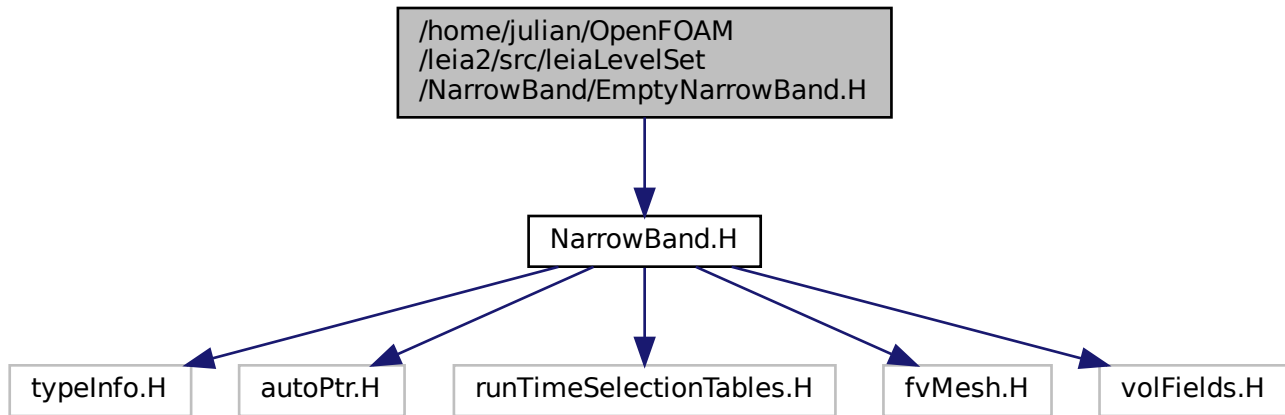 /home/julian/OpenFOAM
/leia2/src/leiaLevelSet
/NarrowBand/EmptyNarrowBand.H
NarrowBand.H
typeInfo.H
autoPtr.H
runTimeSelectionTables.H
fvMesh.H
volFields.H